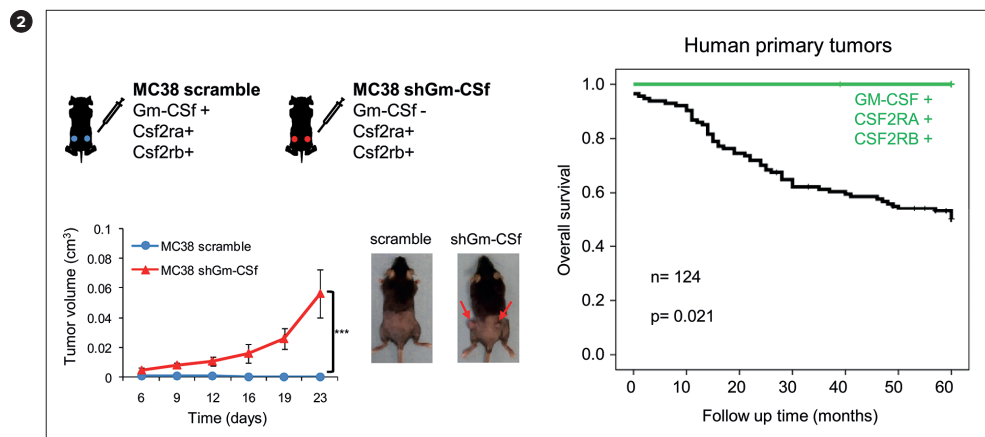 2
MC38 scramble
Gm-CSf +
Csf2ra+
Csf2rb+
MC38 shGm-CSf
Gm-CSf -
Csf2ra+
Csf2rb+
Tumor volume (cm3)
0.1
0.08
0.06
0.04
0.02
0
MC38 scramble
MC38 shGm-CSf
***
6 9 12 16 19 23
Time (days)
scramble shGm-CSf
Human primary tumors
Overall survival
1.0
0.8
0.6
0.4
0.2
0.0
GM-CSF +
CSF2RA +
CSF2RB +
n= 124
p= 0.021
0 10 20 30 40 50 60
Follow up time (months)